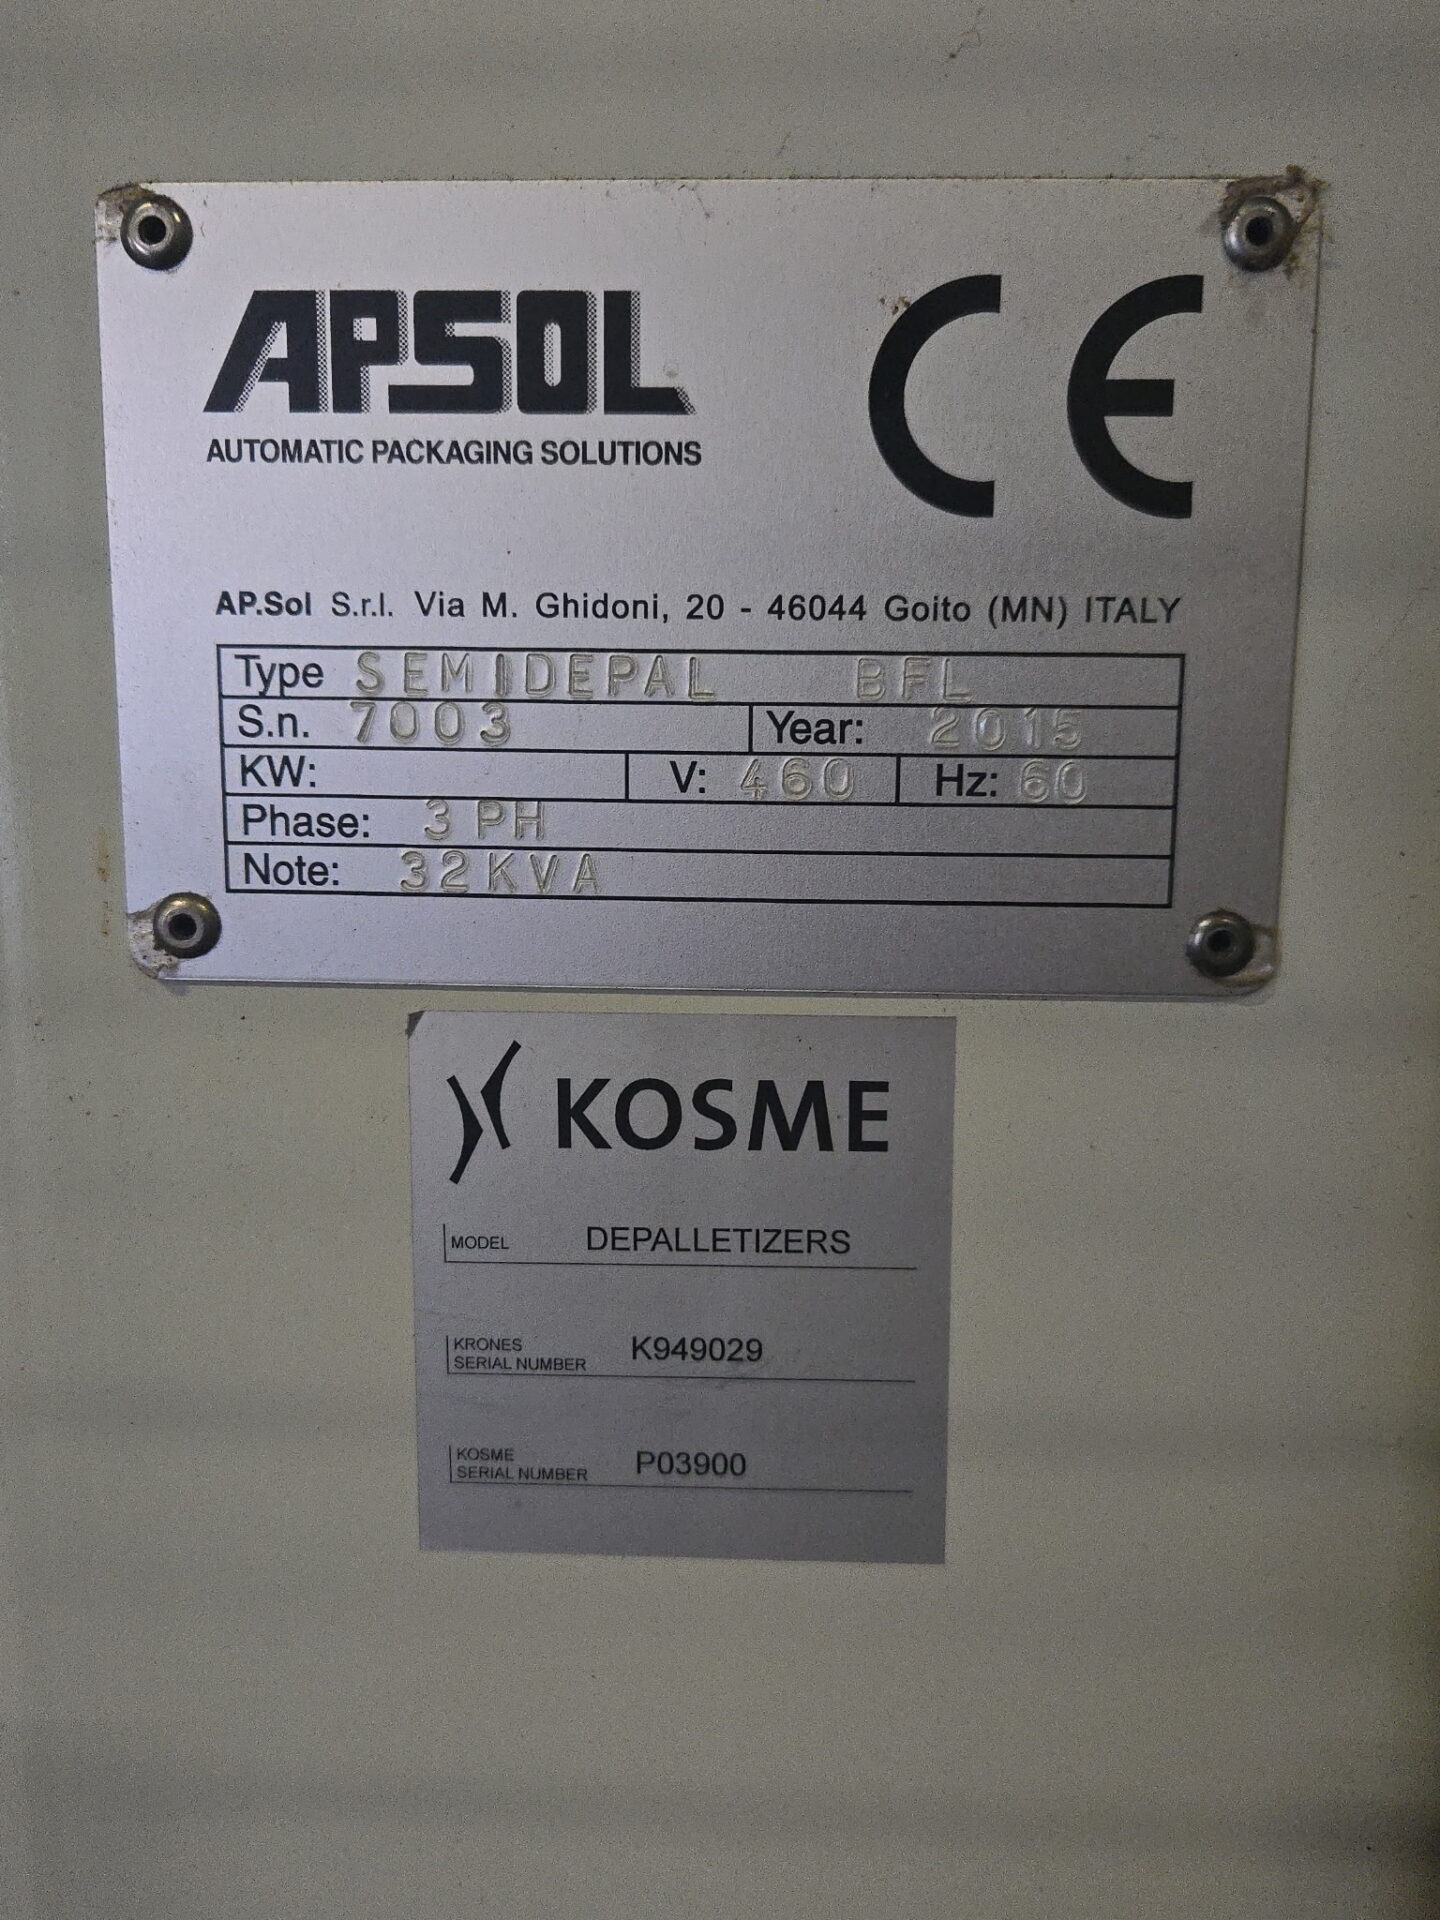 APSOL
AUTOMATIC PACKAGING SOLUTIONS
CE
AP.Sol S.r.l. Via M. Ghidoni, 20 - 46044 Goito (MN) ITALY
Type SEMIDEPAL BFL
S.n. 7003 Year: 2015
KW: V: 460 Hz: 60
Phase: 3 PH
Note: 32KVA
KOSME
MODEL DEPALLETIZERS
KRONES
SERIAL NUMBER K949029
KOSME
SERIAL NUMBER P03900